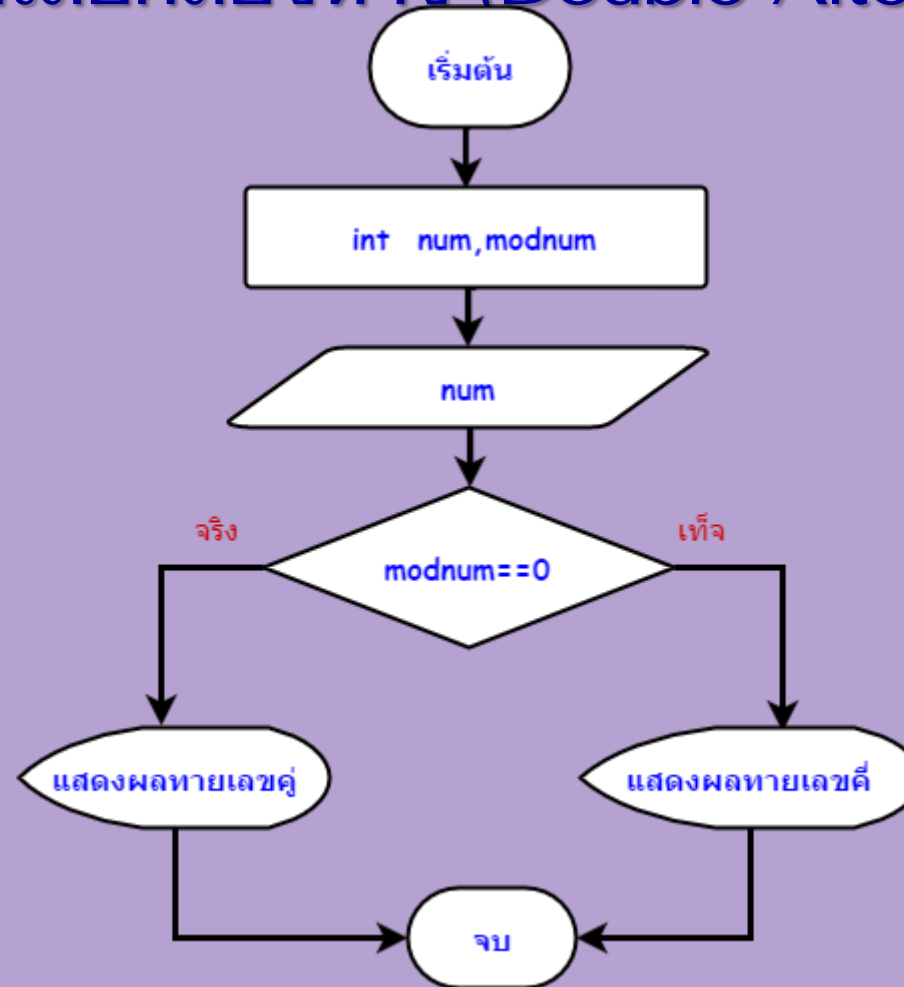 (Double
เริ่มต้น
int num,modnum
num
จริง
เท็จ
modnum==0
แสดงผลทายเลขคู่
แสดงผลทายเลขคี่
จบ